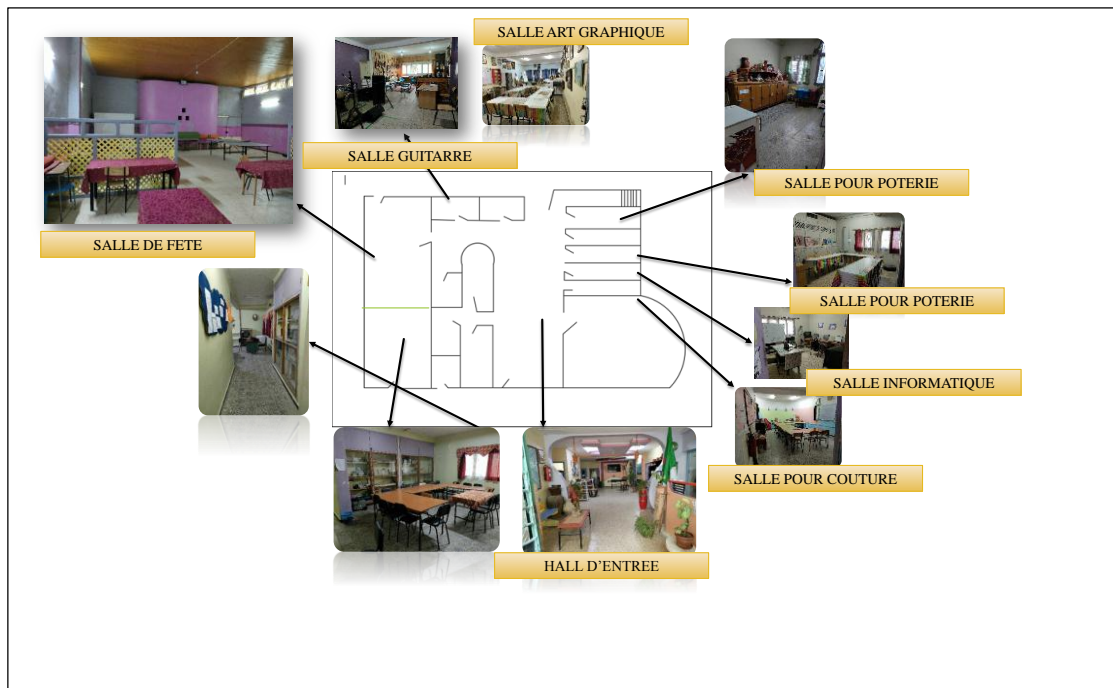 SALLE ART GRAPHIQUE
SALLE GUITARRE
SALLE POUR POTERIE
SALLE DE FETE
SALLE POUR POTERIE
SALLE INFORMATIQUE
SALLE POUR COUTURE
HALL D’ENTREE